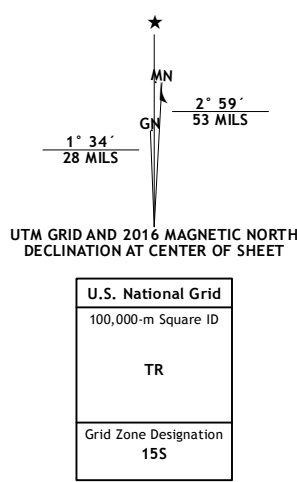 ★
MN
GN
2° 59´
53 MILS
1° 34´
28 MILS
UTM GRID AND 2016 MAGNETIC NORTH
DECLINATION AT CENTER OF SHEET
U.S. National Grid
100,000-m Square ID
TR
Grid Zone Designation
15S